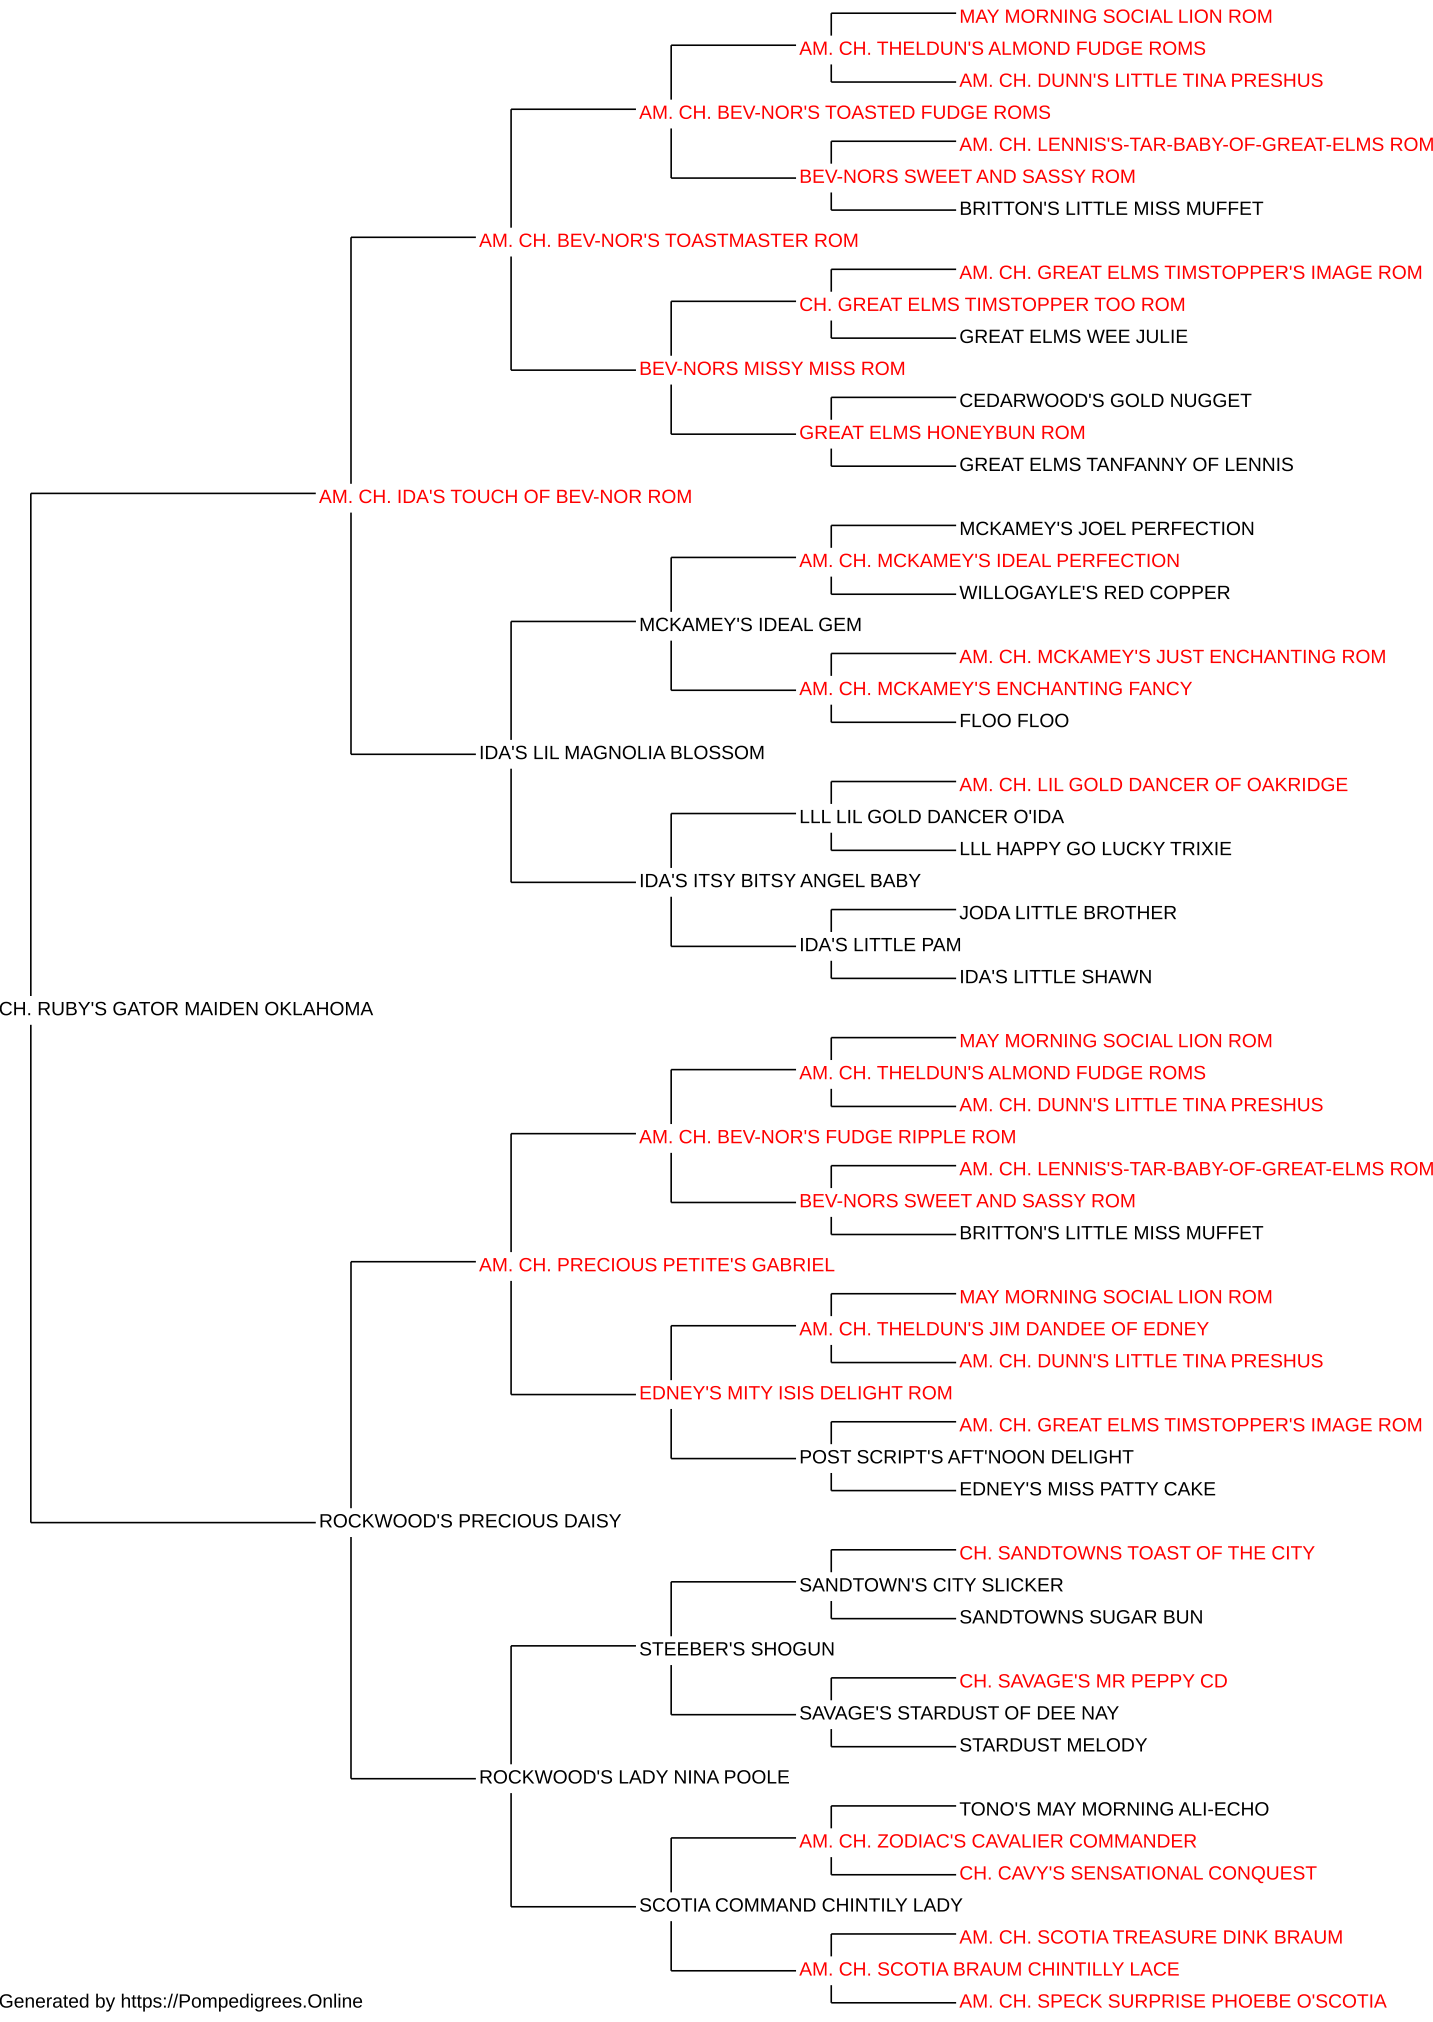 MAY MORNING SOCIAL LION ROM
AM. CH. THELDUN'S ALMOND FUDGE ROMS
AM. CH. DUNN'S LITTLE TINA PRESHUS
AM. CH. BEV-NOR'S TOASTED FUDGE ROMS
AM. CH. LENNIS'S-TAR-BABY-OF-GREAT-ELMS ROM
BEV-NORS SWEET AND SASSY ROM
BRITTON'S LITTLE MISS MUFFET
AM. CH. BEV-NOR'S TOASTMASTER ROM
AM. CH. GREAT ELMS TIMSTOPPER'S IMAGE ROM
CH. GREAT ELMS TIMSTOPPER TOO ROM
GREAT ELMS WEE JULIE
BEV-NORS MISSY MISS ROM
CEDARWOOD'S GOLD NUGGET
GREAT ELMS HONEYBUN ROM
GREAT ELMS TANFANNY OF LENNIS
AM. CH. IDA'S TOUCH OF BEV-NOR ROM
MCKAMEY'S JOEL PERFECTION
AM. CH. MCKAMEY'S IDEAL PERFECTION
WILLOGAYLE'S RED COPPER
MCKAMEY'S IDEAL GEM
AM. CH. MCKAMEY'S JUST ENCHANTING ROM
AM. CH. MCKAMEY'S ENCHANTING FANCY
FLOO FLOO
IDA'S LIL MAGNOLIA BLOSSOM
AM. CH. LIL GOLD DANCER OF OAKRIDGE
LLL LIL GOLD DANCER O'IDA
LLL HAPPY GO LUCKY TRIXIE
IDA'S ITSY BITSY ANGEL BABY
JODA LITTLE BROTHER
IDA'S LITTLE PAM
IDA'S LITTLE SHAWN
CH. RUBY'S GATOR MAIDEN OKLAHOMA
MAY MORNING SOCIAL LION ROM
AM. CH. THELDUN'S ALMOND FUDGE ROMS
AM. CH. DUNN'S LITTLE TINA PRESHUS
AM. CH. BEV-NOR'S FUDGE RIPPLE ROM
AM. CH. LENNIS'S-TAR-BABY-OF-GREAT-ELMS ROM
BEV-NORS SWEET AND SASSY ROM
BRITTON'S LITTLE MISS MUFFET
AM. CH. PRECIOUS PETITE'S GABRIEL
MAY MORNING SOCIAL LION ROM
AM. CH. THELDUN'S JIM DANDEE OF EDNEY
AM. CH. DUNN'S LITTLE TINA PRESHUS
EDNEY'S MITY ISIS DELIGHT ROM
AM. CH. GREAT ELMS TIMSTOPPER'S IMAGE ROM
POST SCRIPT'S AFT'NOON DELIGHT
EDNEY'S MISS PATTY CAKE
ROCKWOOD'S PRECIOUS DAISY
CH. SANDTOWNS TOAST OF THE CITY
SANDTOWN'S CITY SLICKER
SANDTOWNS SUGAR BUN
STEEBER'S SHOGUN
CH. SAVAGE'S MR PEPPY CD
SAVAGE'S STARDUST OF DEE NAY
STARDUST MELODY
ROCKWOOD'S LADY NINA POOLE
TONO'S MAY MORNING ALI-ECHO
AM. CH. ZODIAC'S CAVALIER COMMANDER
CH. CAVY'S SENSATIONAL CONQUEST
SCOTIA COMMAND CHINTILY LADY
AM. CH. SCOTIA TREASURE DINK BRAUM
AM. CH. SCOTIA BRAUM CHINTILLY LACE
AM. CH. SPECK SURPRISE PHOEBE O'SCOTIA
Generated by https://Pompedigrees.Online